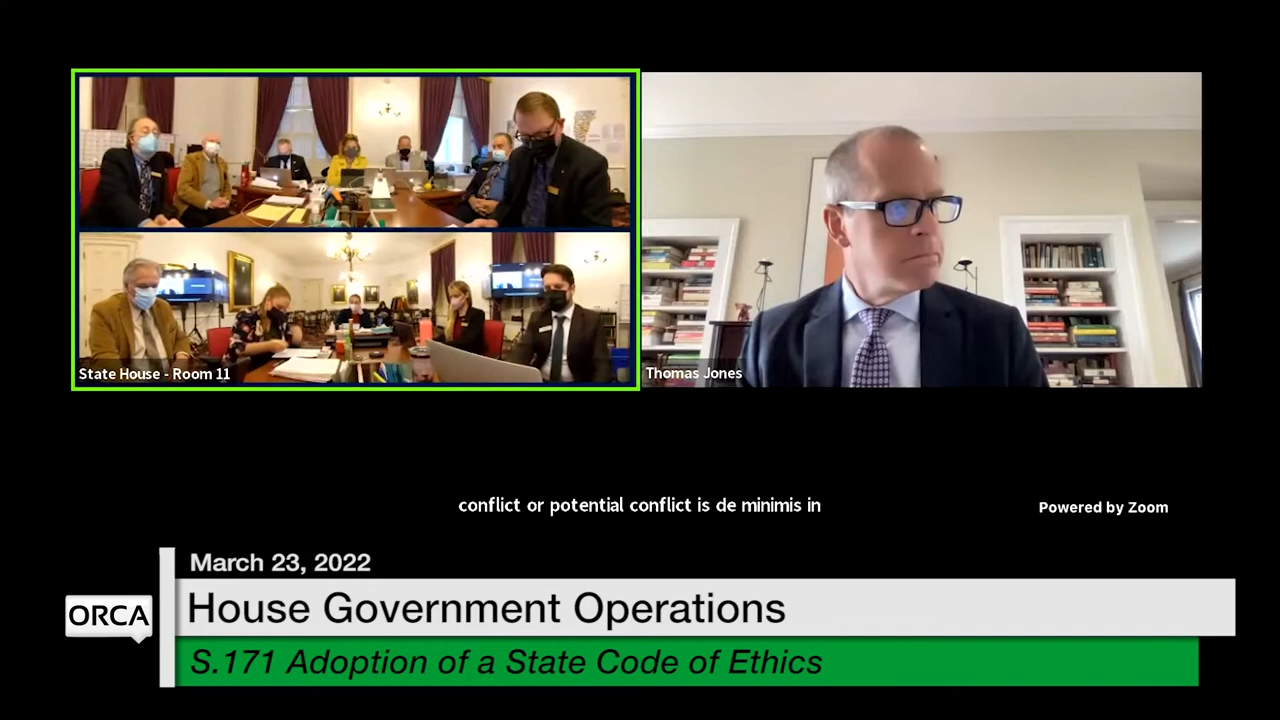 State House - Room 11
Thomas Jones
conflict or potential conflict is de minimis in
Powered by Zoom
March 23, 2022
ORCA
House Government Operations
S.171 Adoption of a State Code of Ethics